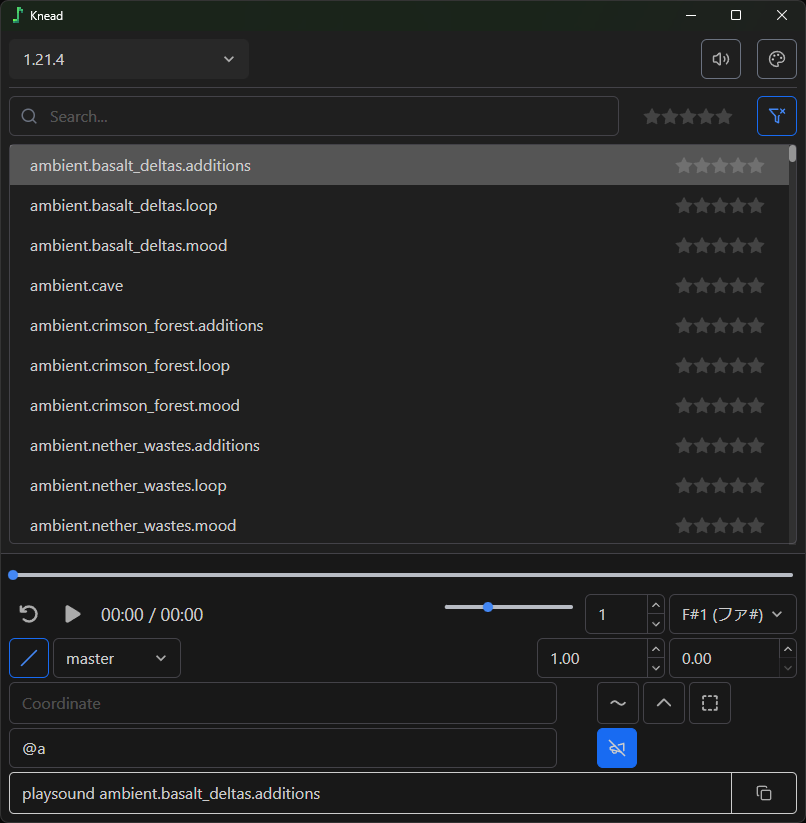 Knead
1.21.4
Search...
ambient.basalt_deltas.additions
ambient.basalt_deltas.loop
ambient.basalt_deltas.mood
ambient.cave
ambient.crimson_forest.additions
ambient.crimson_forest.loop
ambient.crimson_forest.mood
ambient.nether_wastes.additions
ambient.nether_wastes.loop
ambient.nether_wastes.mood
00:00 / 00:00
1
F#1 (ファ#)
master
1.00
0.00
Coordinate
@a
playsound ambient.basalt_deltas.additions